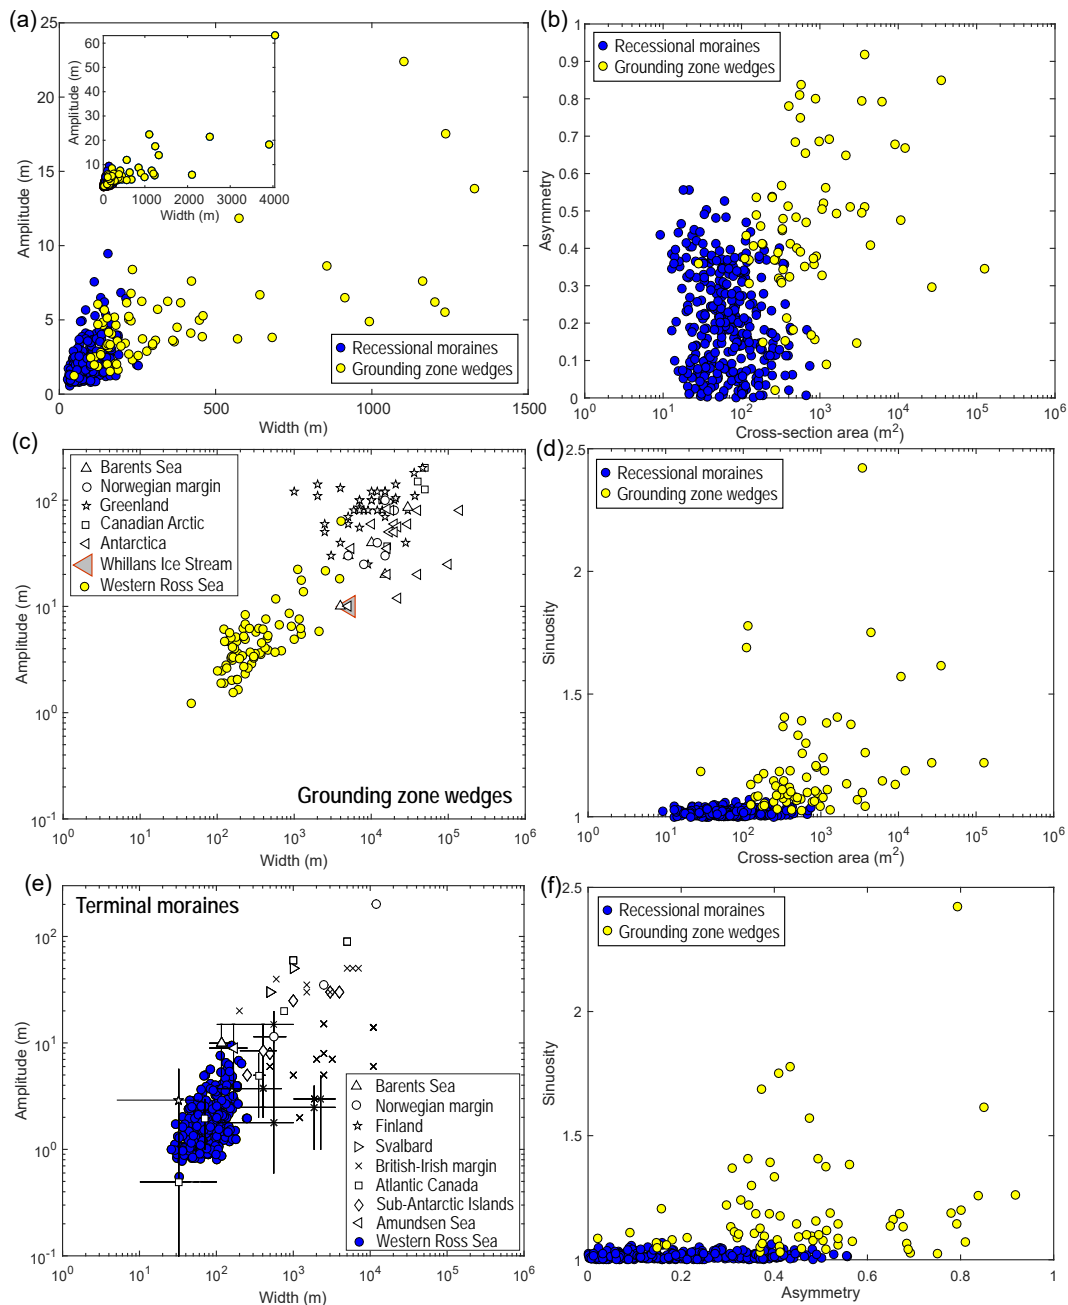 (a)
25
20
15
10
5
0
Amplitude (m)
0
500
1000
1500
Width (m)
60
50
40
30
20
10
Amplitude (m)
0
1000
2000
3000
4000
Width (m)
Recessional moraines
Grounding zone wedges
(b)
1
0.9
0.8
0.7
0.6
0.5
0.4
0.3
0.2
0.1
0
Asymmetry
Recessional moraines
Grounding zone wedges
10^0
10^1
10^2
10^3
10^4
10^5
10^6
Cross-section area (m^2)
(c)
Barents Sea
Norwegian margin
Greenland
Canadian Arctic
Antarctica
Whillans Ice Stream
Western Ross Sea
10^2
10^1
10^0
10^-1
Amplitude (m)
Grounding zone wedges
10^0
10^1
10^2
10^3
10^4
10^5
10^6
Width (m)
(d)
2.5
2
1.5
1
Sinuosity
Recessional moraines
Grounding zone wedges
10^0
10^1
10^2
10^3
10^4
10^5
10^6
Cross-section area (m^2)
(e)
Terminal moraines
10^2
10^1
10^0
10^-1
Amplitude (m)
Barents Sea
Norwegian margin
Finland
Svalbard
British-Irish margin
Atlantic Canada
Sub-Antarctic Islands
Amundsen Sea
Western Ross Sea
10^0
10^1
10^2
10^3
10^4
10^5
10^6
Width (m)
(f)
2.5
2
1.5
1
Sinuosity
Recessional moraines
Grounding zone wedges
0
0.2
0.4
0.6
0.8
1
Asymmetry